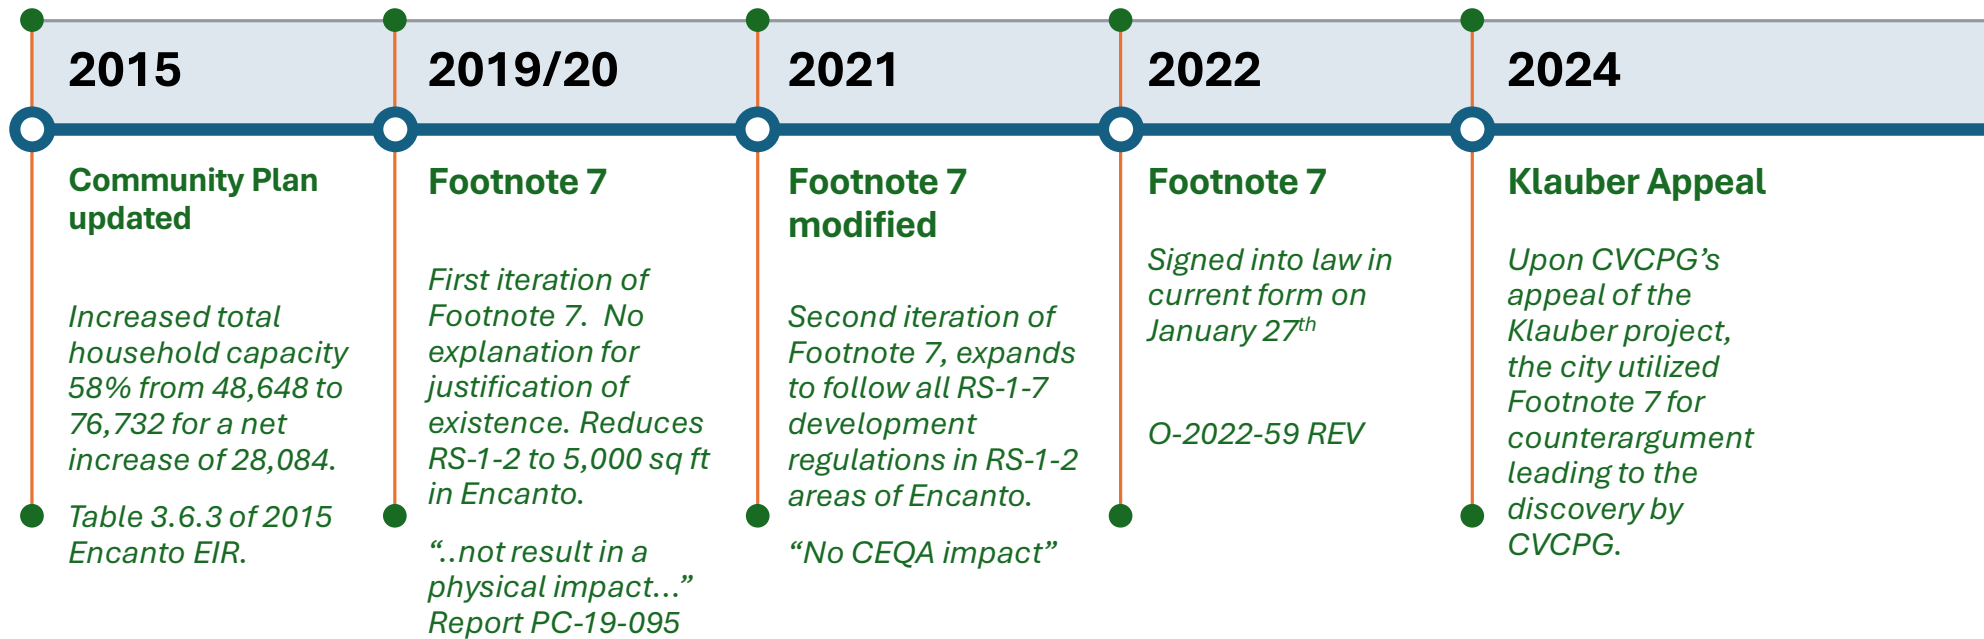 2015
Community Plan
updated
Increased total
household capacity
58% from 48,648 to
76,732 for a net
increase of 28,084.
Table 3.6.3 of 2015
Encanto EIR.
2019/20
Footnote 7
First iteration of
Footnote 7.  No
explanation for
justification of
existence. Reduces
RS-1-2 to 5,000 sq ft
in Encanto.
“..not result in a
physical impact…”
Report PC-19-095
2021
Footnote 7
modified
Second iteration of
Footnote 7, expands
to follow all RS-1-7
development
regulations in RS-1-2
areas of Encanto.
“No CEQA impact”
2022
Footnote 7
Signed into law in
current form on
January 27th
O-2022-59 REV
2024
Klauber Appeal
Upon CVCPG’s
appeal of the
Klauber project,
the city utilized
Footnote 7 for
counterargument
leading to the
discovery by
CVCPG.